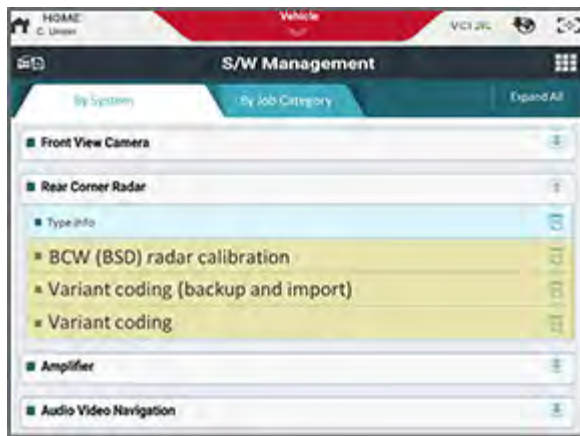 HOME
Vehicle
S/W Management
By System
By Job Category
Expand All
Front View Camera
Rear Corner Radar
Type info
BCW (BSD) radar calibration
Variant coding (backup and import)
Variant coding
Amplifier
Audio Video Navigation